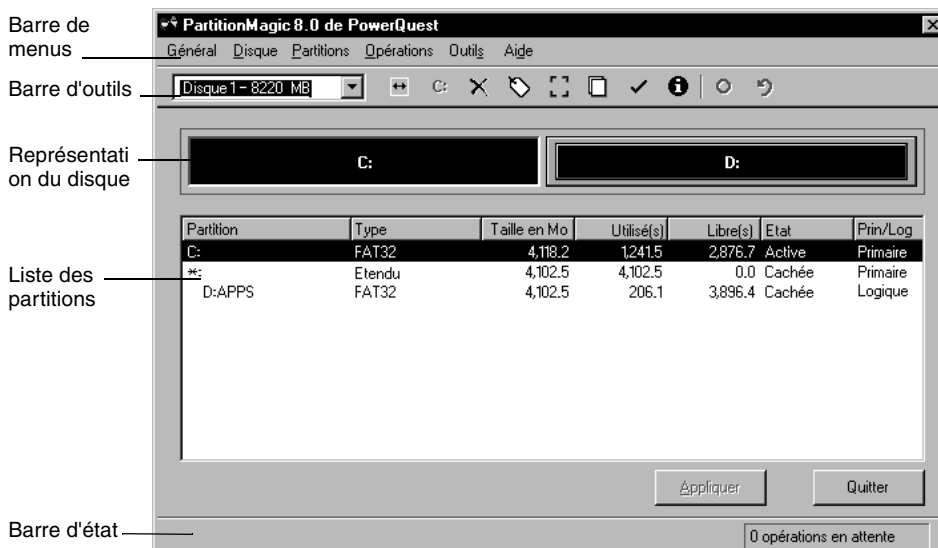 PartitionMagic 8.0 de PowerQuest
Barre de
menus
Général Disque Partitions Opérations Outils Aide
Barre d'outils
Disque 1 - 8220 MB
C:
Représentati
on du disque
C:
D:
Partition Type Taille en Mo Utilisé(s) Libre(s) Etat Prin/Log
C: FAT32 4,118.2 1,241.5 2,876.7 Active Primaire
*: Etendu 4,102.5 4,102.5 0.0 Cachée Primaire
D:APPS FAT32 4,102.5 206.1 3,896.4 Cachée Logique
Liste des
partitions
Appliquer Quitter
Barre d'état
0 opérations en attente